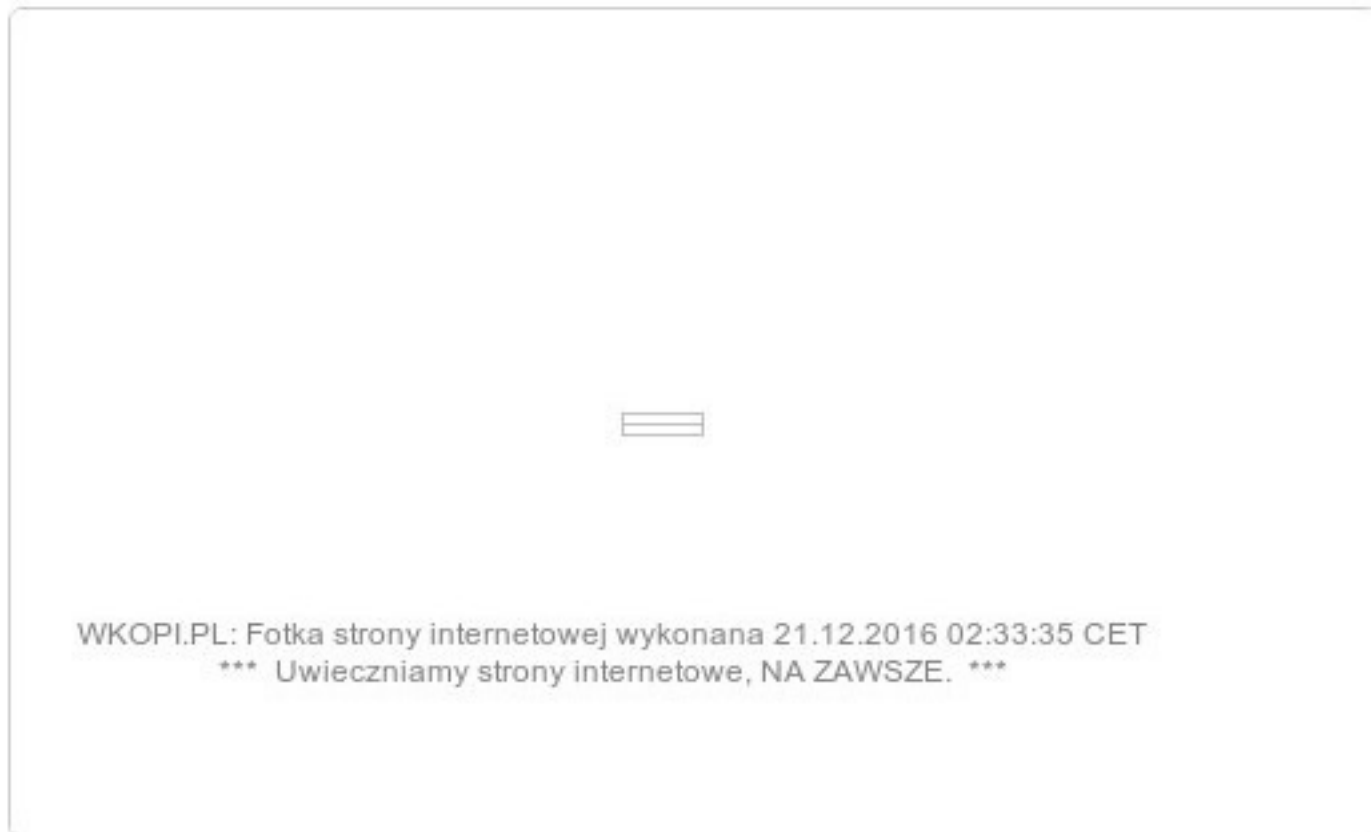 WKOPI.PL: Fotka strony internetowej wykonana 21.12.2016 02:33:35 CET
*** Uwieczniamy strony internetowe, NA ZAWSZE. ***